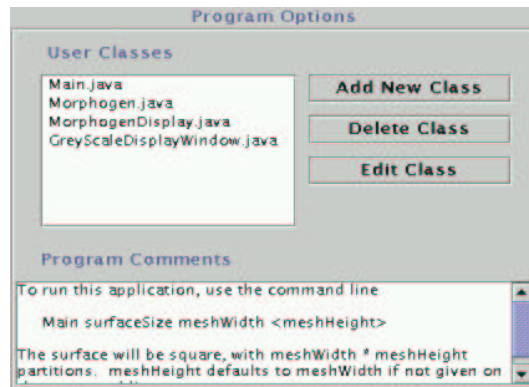 Program Options
User Classes
Main.java
Morphogen.java
MorphogenDisplay.java
GreyScaleDisplayWindow.java
Add New Class
Delete Class
Edit Class
Program Comments
To run this application, use the command line
Main surfaceSize meshWidth <meshHeight>
The surface will be square, with meshWidth * meshHeight
partitions. meshHeight defaults to meshWidth if not given on